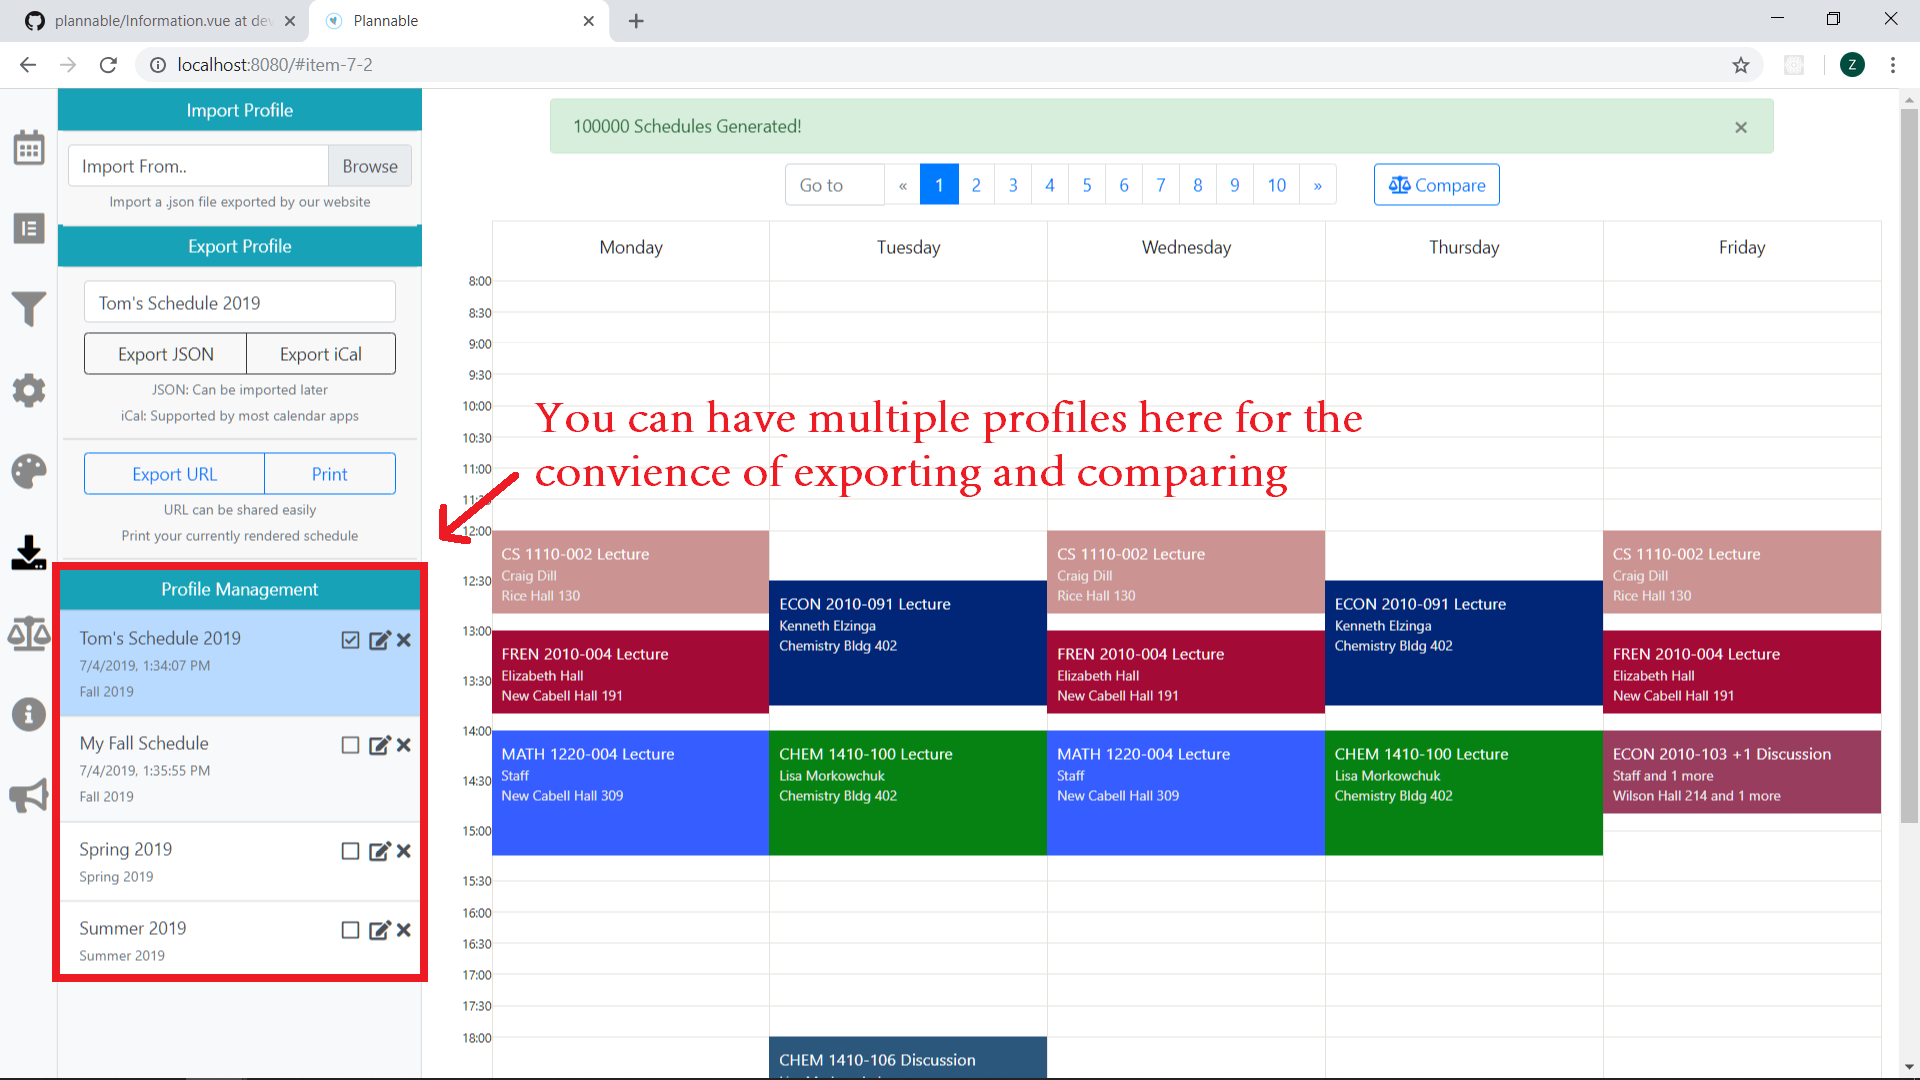 plannable/Information.vue at dev
Plannable
localhost:8080/#item-7-2
Z
Import Profile
Import From..
Browse
Import a .json file exported by our website
Export Profile
Tom's Schedule 2019
Export JSON
Export iCal
JSON: Can be imported later
iCal: Supported by most calendar apps
Export URL
Print
URL can be shared easily
Print your currently rendered schedule
Profile Management
Tom's Schedule 2019
7/4/2019, 1:34:07 PM
Fall 2019
My Fall Schedule
7/4/2019, 1:35:55 PM
Fall 2019
Spring 2019
Spring 2019
Summer 2019
Summer 2019
100000 Schedules Generated!
Go to « 1 2 3 4 5 6 7 8 9 10 »
Compare
Monday Tuesday Wednesday Thursday Friday
8:00
8:30
9:00
9:30
10:00
10:30
11:00
12:00
12:30
13:00
13:30
14:00
14:30
15:00
15:30
16:00
16:30
17:00
17:30
18:00
You can have multiple profiles here for the
convience of exporting and comparing
CS 1110-002 Lecture
Craig Dill
Rice Hall 130
FREN 2010-004 Lecture
Elizabeth Hall
New Cabell Hall 191
MATH 1220-004 Lecture
Staff
New Cabell Hall 309
ECON 2010-091 Lecture
Kenneth Elzinga
Chemistry Bldg 402
CHEM 1410-100 Lecture
Lisa Morkowchuk
Chemistry Bldg 402
CHEM 1410-106 Discussion
CS 1110-002 Lecture
Craig Dill
Rice Hall 130
FREN 2010-004 Lecture
Elizabeth Hall
New Cabell Hall 191
MATH 1220-004 Lecture
Staff
New Cabell Hall 309
ECON 2010-091 Lecture
Kenneth Elzinga
Chemistry Bldg 402
CHEM 1410-100 Lecture
Lisa Morkowchuk
Chemistry Bldg 402
CS 1110-002 Lecture
Craig Dill
Rice Hall 130
FREN 2010-004 Lecture
Elizabeth Hall
New Cabell Hall 191
ECON 2010-103 +1 Discussion
Staff and 1 more
Wilson Hall 214 and 1 more